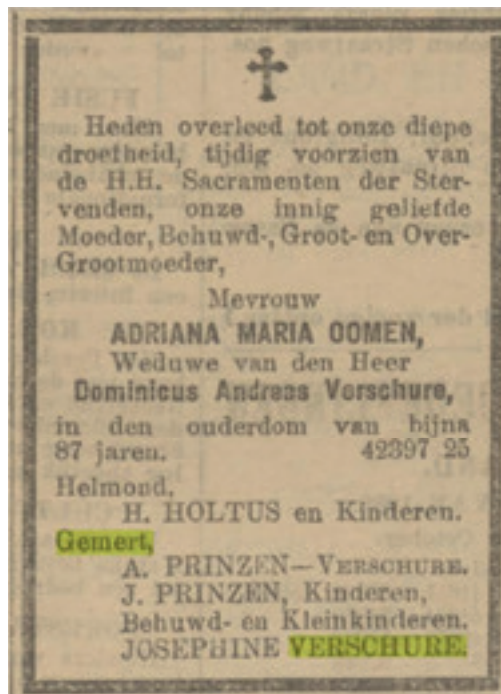 Heden overleed tot onze diepe
droefheid, tijdig voorzien van
de H.H. Sacramenten der Ster-
venden, onze innig geliefde
Moeder, Behuwd-, Groot- en Over-
Grootmoeder,
Mevrouw
ADRIANA MARIA OOMEN,
Weduwe van den Heer
Dominicus Andreas Verschure,
in den ouderdom van bijna
87 jaren. 42397 25
Helmond,
H. HOLTUS en Kinderen.
Gemert,
A. PRINZEN—VERSCHURE.
J. PRINZEN, Kinderen,
Behuwd- en Kleinkinderen.
JOSEPHINE VERSCHURE.